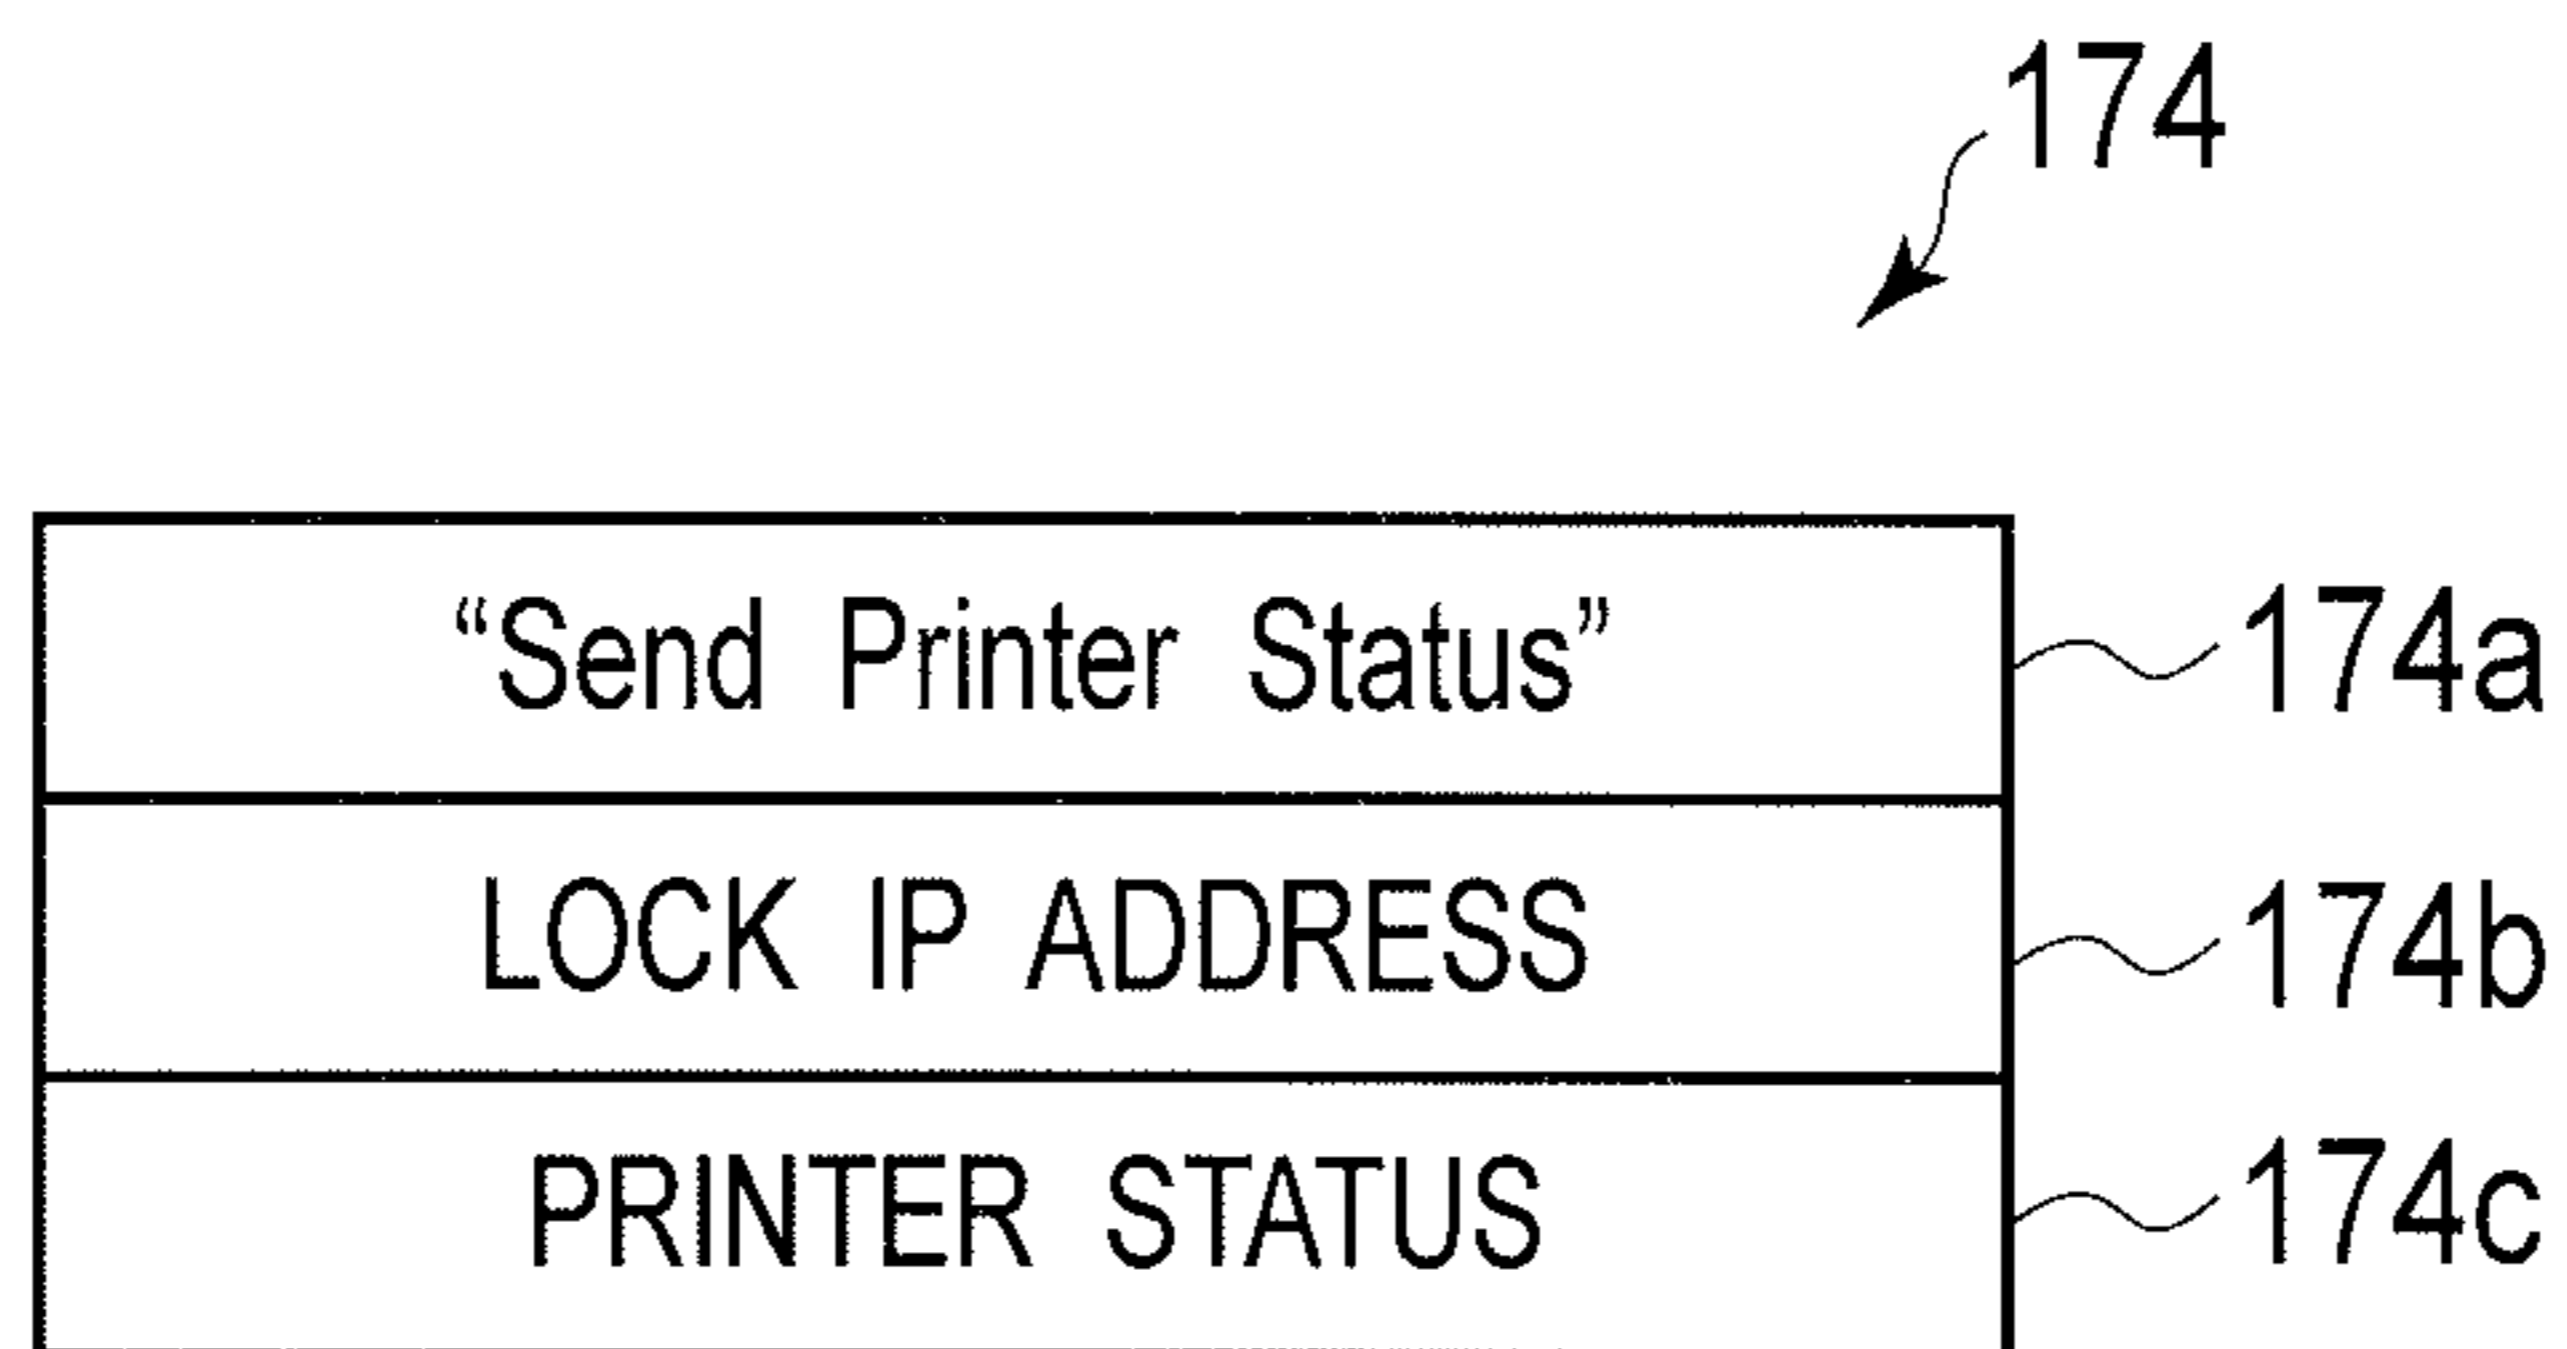 174
“Send Printer Status” 174a
LOCK IP ADDRESS 174b
PRINTER STATUS 174c